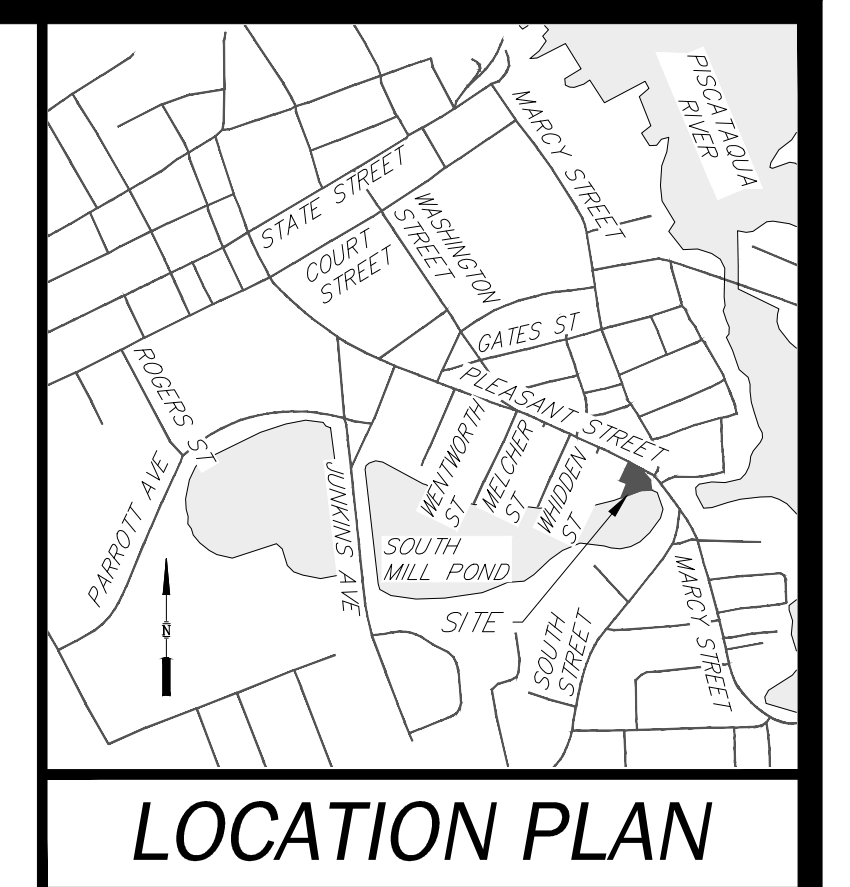 PISCATAQUA
RIVER
MARCY STREET
STATE STREET
WASHINGTON
STREET
COURT
STREET
GATES ST
ROGERS ST
PLEASANT STREET
WENTWORTH
ST
MELCHER
ST
WHIDDEN
ST
PARROTT AVE
JUNKINS AVE
SOUTH
MILL POND
N
SITE
SOUTH
STREET
MARCY STREET
LOCATION PLAN